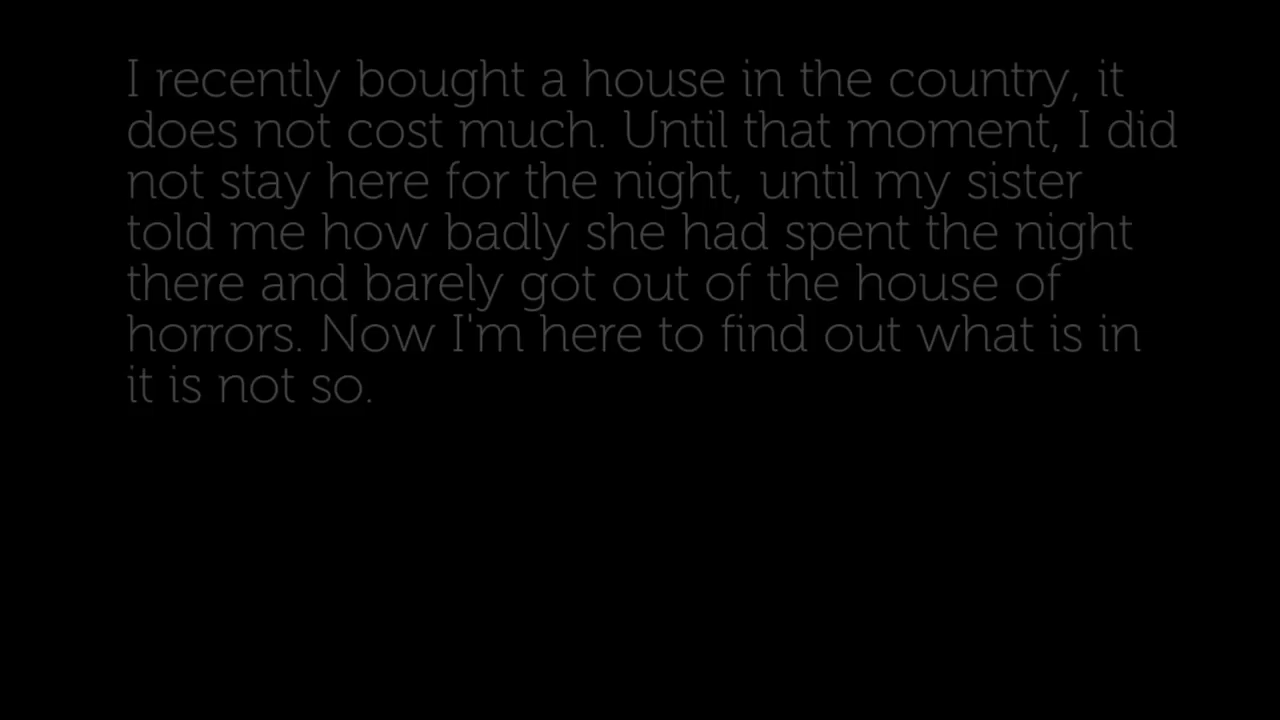 I recently bought a house in the country, it
does not cost much. Until that moment, I did
not stay here for the night, until my sister
told me how badly she had spent the night
there and barely got out of the house of
horrors. Now I'm here to find out what is in
it is not so.